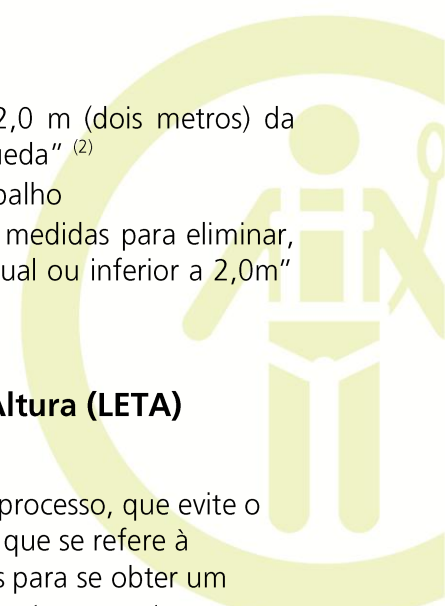 2,0 m (dois metros) da
ueda” (2)
balho
medidas para eliminar,
ual ou inferior a 2,0m”
Altura (LETA)
processo, que evite o
que se refere à
s para se obter um